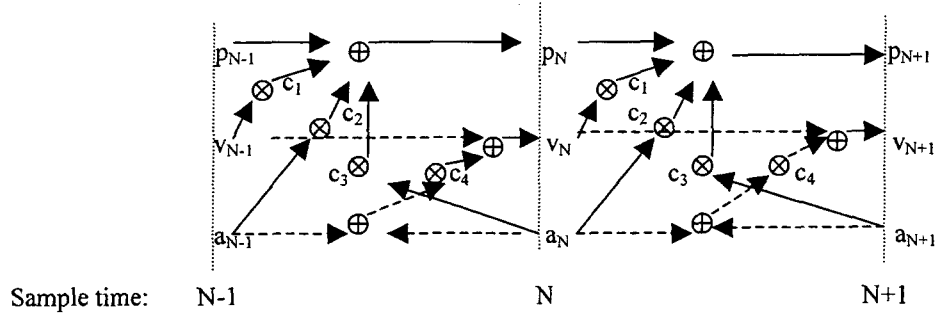 p_{N-1} p_N p_{N+1}
c_1 c_1
c_2 c_2
v_{N-1} v_N v_{N+1}
c_3 c_4 c_3 c_4
a_{N-1} a_N a_{N+1}
Sample time: N-1 N N+1